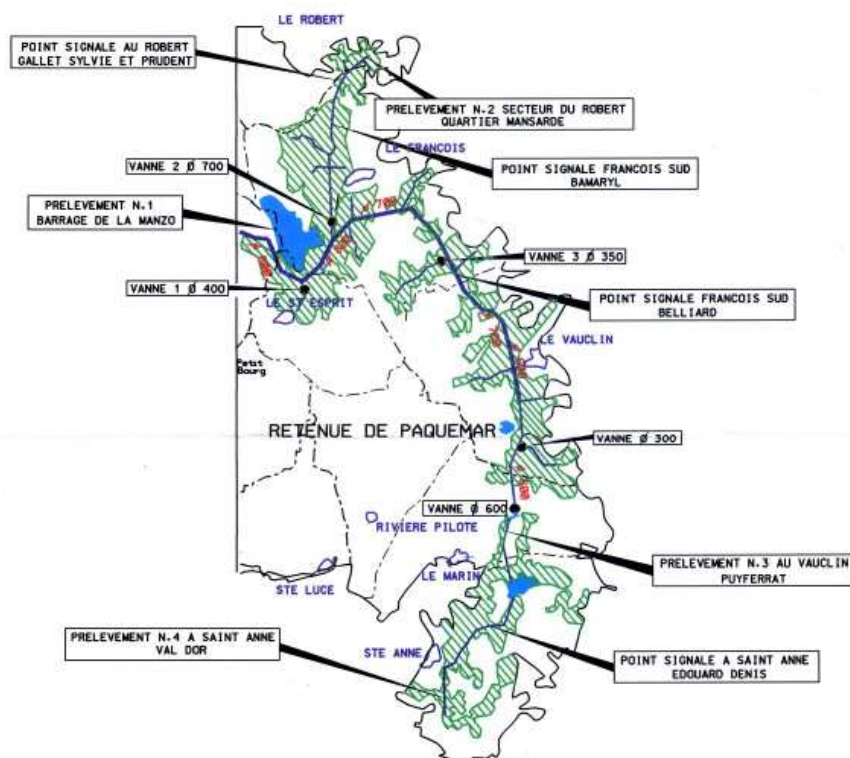 LE ROBERT
POINT SIGNALE AU ROBERT
GALLET SYLVIE ET PRUDENT
PRELEVEMENT N.2 SECTEUR DU ROBERT
QUARTIER MANSARDE
LE FRANCOIS
VANNE 2 Ø 700
POINT SIGNALE FRANCOIS SUD
BAMARYL
PRELEVEMENT N.1
BARRAGE DE LA MANZO
VANNE 3 Ø 350
VANNE 1 Ø 400
LE ST ESPRIT
POINT SIGNALE FRANCOIS SUD
BELLIARD
LE VAUCLIN
Petit
Bourg
RETENUE DE PAQUEMAR
VANNE Ø 300
VANNE Ø 600
RIVIERE PILOTE
PRELEVEMENT N.3 AU VAUCLIN
PUYFERRAT
LE MARIN
STE LUCE
PRELEVEMENT N.4 A SAINT ANNE
VAL DOR
STE ANNE
POINT SIGNALE A SAINT ANNE
EDOUARD DENIS